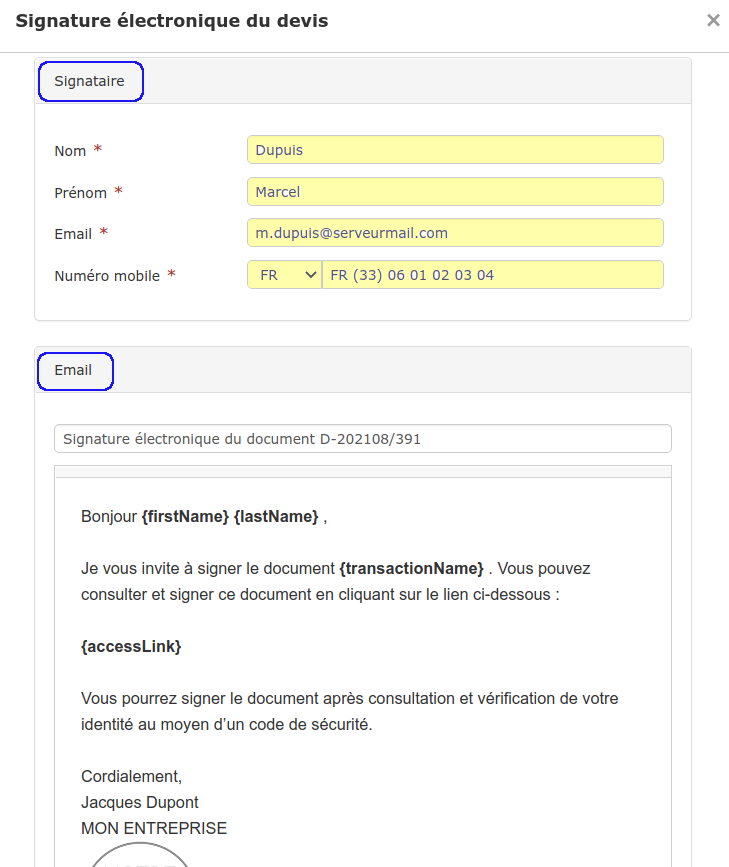 Signature électronique du devis ×
Signataire
Nom * Dupuis
Prénom * Marcel
Email * m.dupuis@serveurmail.com
Numéro mobile * FR FR (33) 06 01 02 03 04
Email
Signature électronique du document D-202108/391
Bonjour {firstName} {lastName} ,
Je vous invite à signer le document {transactionName} . Vous pouvez
consulter et signer ce document en cliquant sur le lien ci-dessous :
{accessLink}
Vous pourrez signer le document après consultation et vérification de votre
identité au moyen d’un code de sécurité.
Cordialement,
Jacques Dupont
MON ENTREPRISE